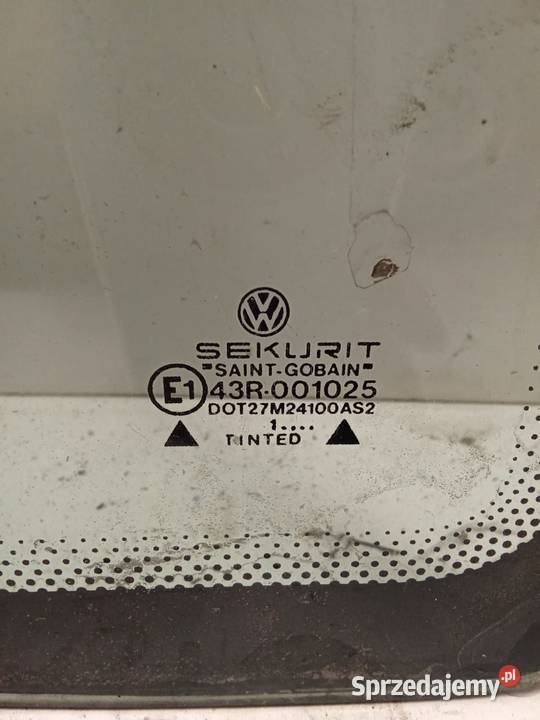 SEKURIT
"SAINT-GOBAIN"
E1 43R-001025
DOT27M24100AS2
1....
TINTED
Sprzedajemy.pl